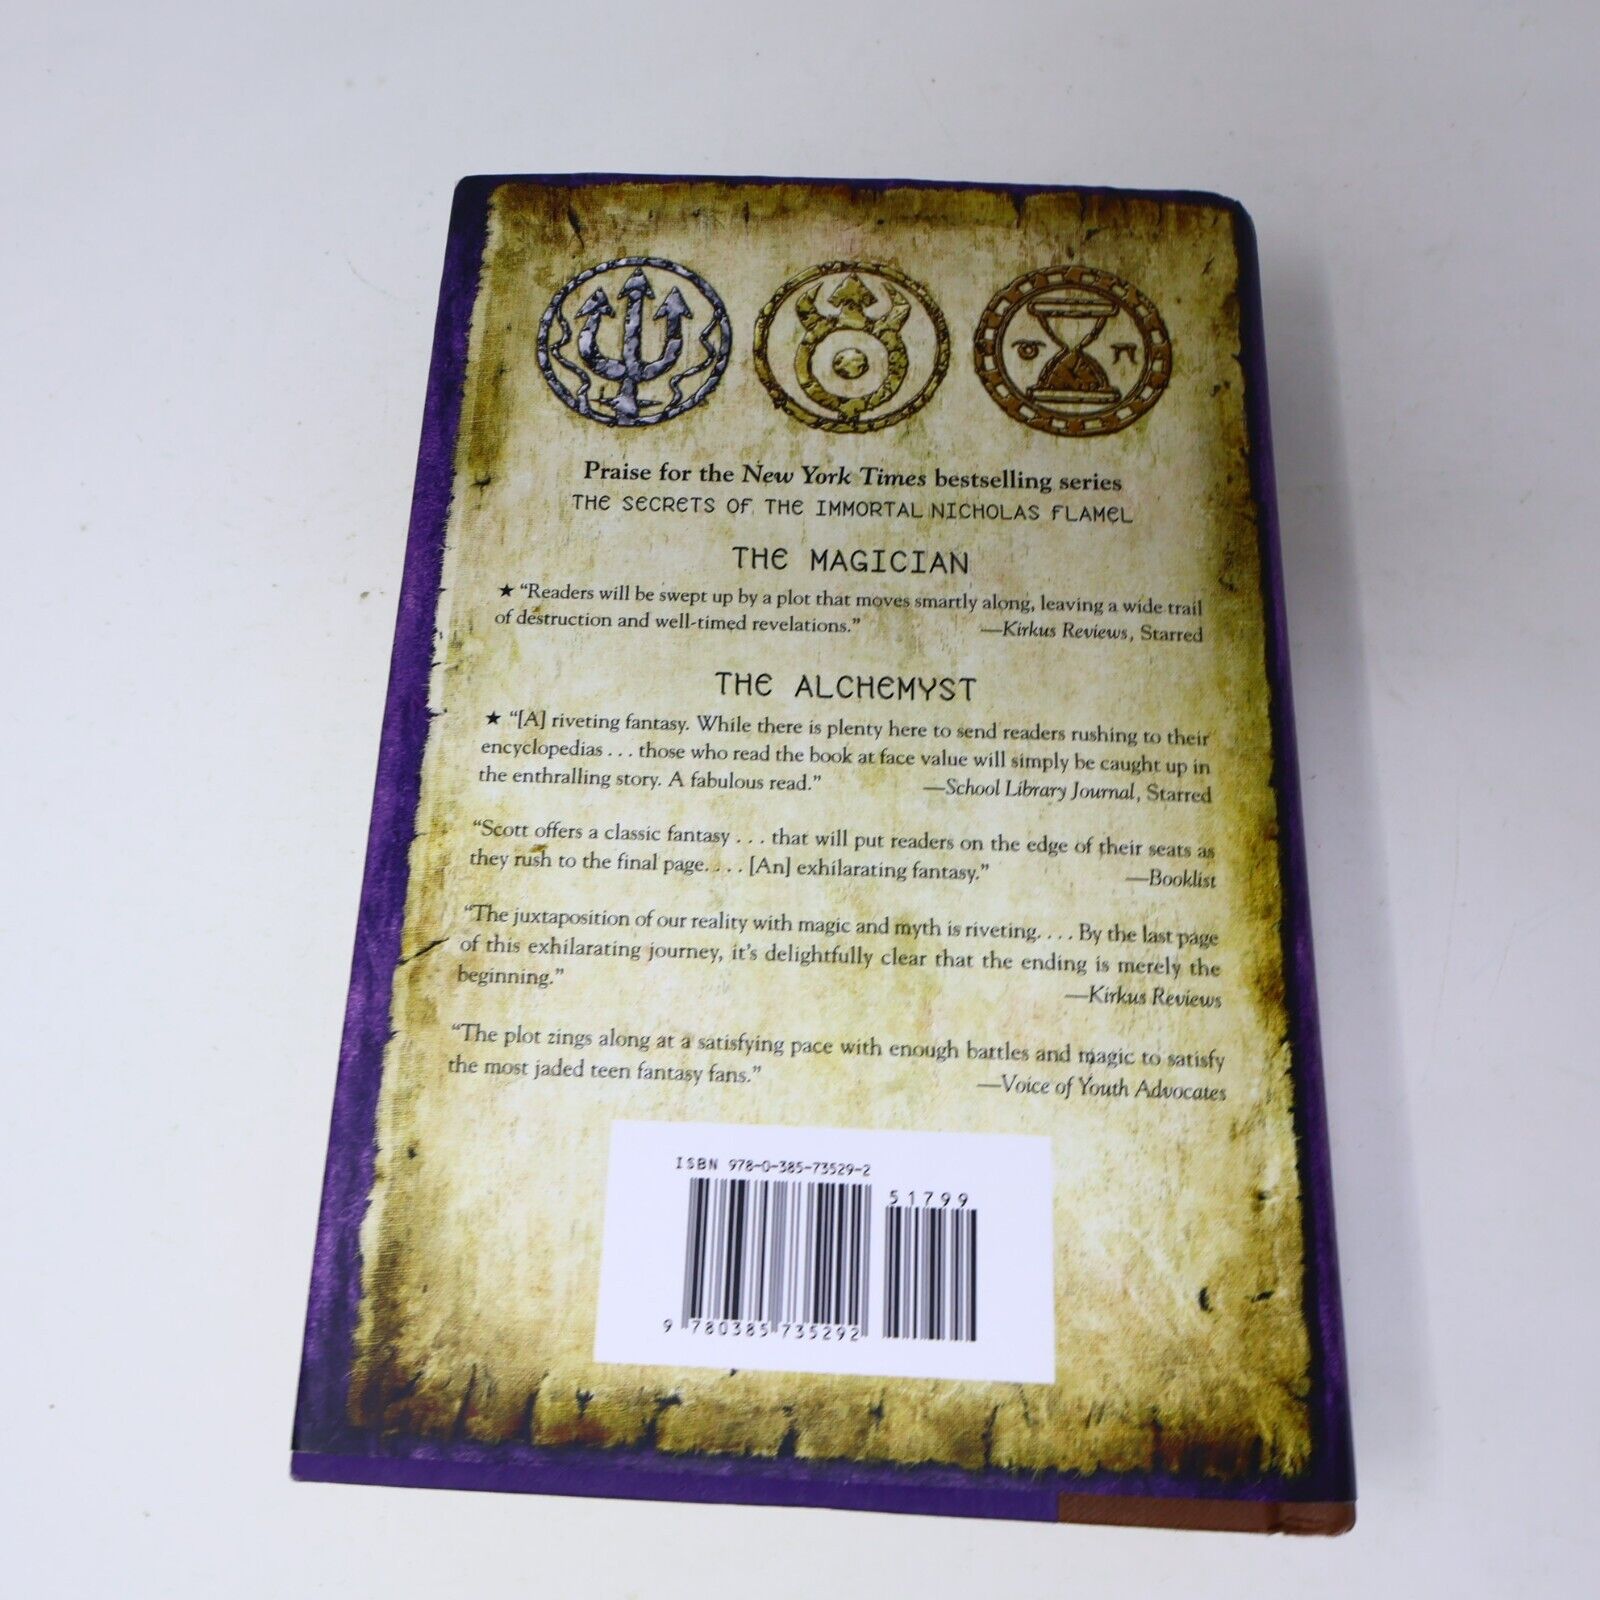 Praise for the New York Times bestselling series
THE SECRETS OF THE IMMORTAL NICHOLAS FLAMEL
THE MAGICIAN
★ “Readers will be swept up by a plot that moves smartly along, leaving a wide trail
of destruction and well-timed revelations.” —Kirkus Reviews, Starred
THE ALCHEMYST
★ “[A] riveting fantasy. While there is plenty here to send readers rushing to their
encyclopedias . . . those who read the book at face value will simply be caught up in
the enthralling story. A fabulous read.” —School Library Journal, Starred
“Scott offers a classic fantasy . . . that will put readers on the edge of their seats as
they rush to the final page. . . . [An] exhilarating fantasy.” —Booklist
“The juxtaposition of our reality with magic and myth is riveting. . . . By the last page
of this exhilarating journey, it’s delightfully clear that the ending is merely the
beginning.” —Kirkus Reviews
“The plot zings along at a satisfying pace with enough battles and magic to satisfy
the most jaded teen fantasy fans.” —Voice of Youth Advocates
ISBN 978-0-385-73529-2
51799
9 780385 735292